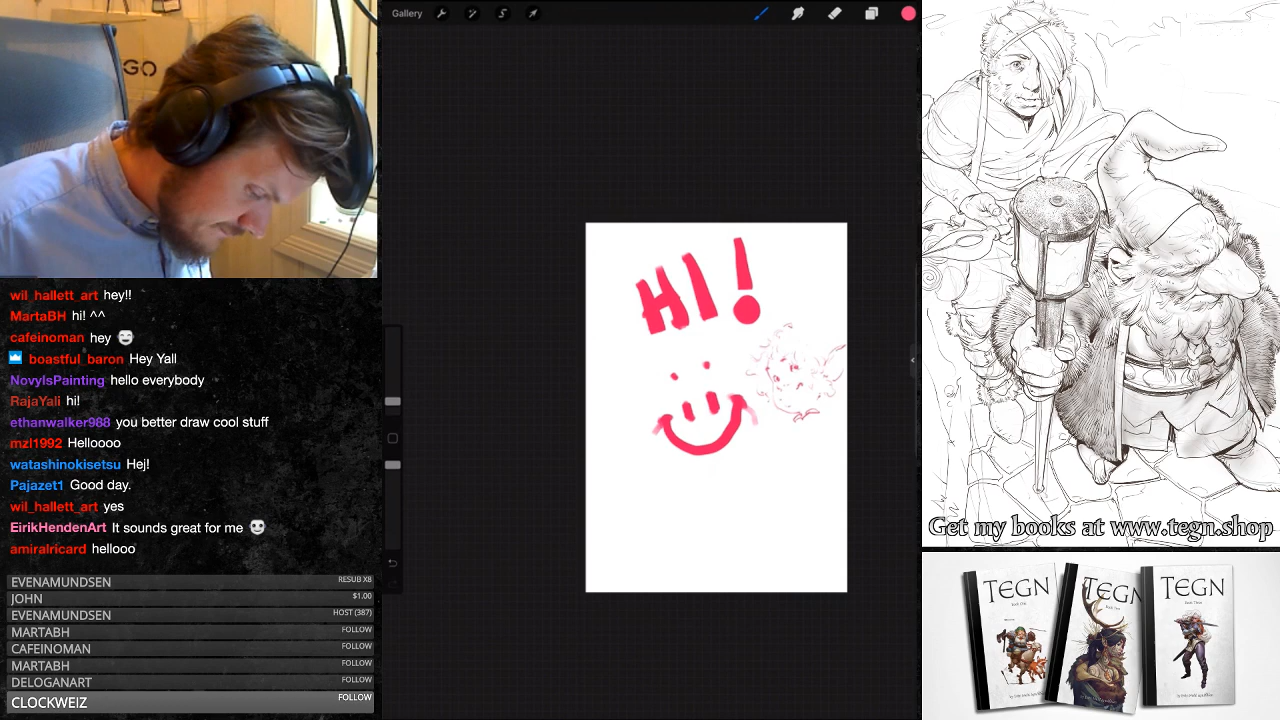 GO
wil_hallett_art hey!!
MartaBH hi! ^^
cafeinoman hey
boastful_baron Hey Yall
NovyIsPainting hello everybody
RajaYali hi!
ethanwalker988 you better draw cool stuff
mzl1992 Helloooo
watashinokisetsu Hej!
Pajazet1 Good day.
wil_hallett_art yes
EirikHendenArt It sounds great for me
amiralricard hellooo
EVENAMUNDSEN RESUB X8
JOHN $1.00
EVENAMUNDSEN HOST (387)
MARTABH FOLLOW
CAFEINOMAN FOLLOW
MARTABH FOLLOW
DELOGANART FOLLOW
CLOCKWEIZ FOLLOW
Gallery
HI!
Get my books at www.tegn.shop
TEGN
TEGN
TEGN